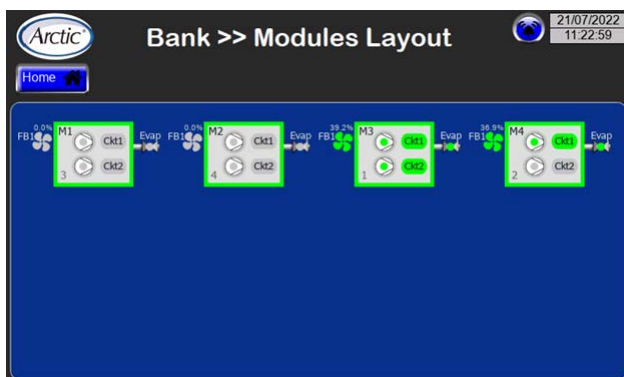 Arctic
Bank >> Modules Layout
21/07/2022
11:22:59
Home
0.0%
FB1
M1
Ckt1
Ckt2
3
Evap
0.0%
FB1
M2
Ckt1
Ckt2
4
Evap
39.2%
FB1
M3
Ckt1
Ckt2
1
Evap
36.9%
FB1
M4
Ckt1
Ckt2
2
Evap